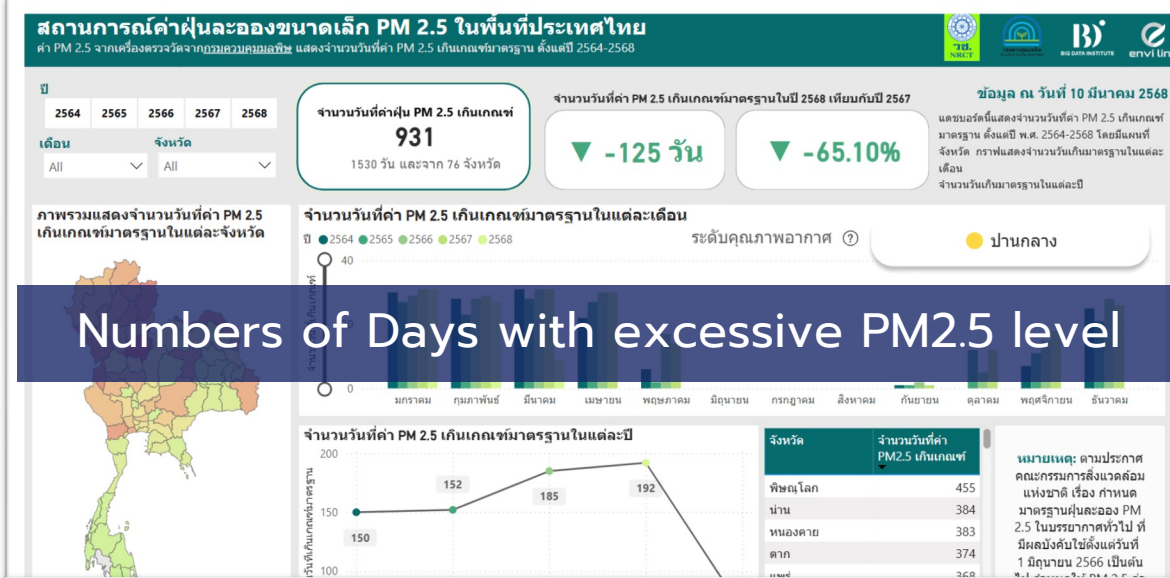 สถานการณ์ค่าฝุ่นละอองขนาดเล็ก PM 2.5 ในพื้นที่ประเทศไทย
ค่า PM 2.5 จากเครื่องตรวจวัดจากกรมควบคุมมลพิษ แสดงจำนวนวันที่ค่า PM 2.5 เกินเกณฑ์มาตรฐาน ตั้งแต่ปี 2564-2568
วช.
NRCT
BIG DATA INSTITUTE
envi lin
ปี
2564 2565 2566 2567 2568
เดือน จังหวัด
All All
จำนวนวันที่ค่าฝุ่น PM 2.5 เกินเกณฑ์
931
1530 วัน และจาก 76 จังหวัด
จำนวนวันที่ค่า PM 2.5 เกินเกณฑ์มาตรฐานในปี 2568 เทียบกับปี 2567
▼ -125 วัน
▼ -65.10%
ข้อมูล ณ วันที่ 10 มีนาคม 2568
แดชบอร์ดนี้แสดงจำนวนวันที่ค่า PM 2.5 เกินเกณฑ์
มาตรฐาน ตั้งแต่ปี พ.ศ. 2564-2568 โดยมีแผนที่
จังหวัด กราฟแสดงจำนวนวันเกินมาตรฐานในแต่ละ
เดือน
จำนวนวันเกินมาตรฐานในแต่ละปี
ภาพรวมแสดงจำนวนวันที่ค่า PM 2.5
เกินเกณฑ์มาตรฐานในแต่ละจังหวัด
จำนวนวันที่ค่า PM 2.5 เกินเกณฑ์มาตรฐานในแต่ละเดือน
ปี 2564 2565 2566 2567 2568
ระดับคุณภาพอากาศ ?
ปานกลาง
40
Numbers of Days with excessive PM2.5 level
0
มกราคม กุมภาพันธ์ มีนาคม เมษายน พฤษภาคม มิถุนายน กรกฎาคม สิงหาคม กันยายน ตุลาคม พฤศจิกายน ธันวาคม
จำนวนวันที่ค่า PM 2.5 เกินเกณฑ์มาตรฐานในแต่ละปี
200
150
100
150
152
185
192
จังหวัด จำนวนวันที่ค่า
PM2.5 เกินเกณฑ์
พิษณุโลก 455
น่าน 384
หนองคาย 383
ตาก 374
แพร่ 368
หมายเหตุ: ตามประกาศ
คณะกรรมการสิ่งแวดล้อม
แห่งชาติ เรื่อง กำหนด
มาตรฐานฝุ่นละออง PM
2.5 ในบรรยากาศทั่วไป ที่
มีผลบังคับใช้ตั้งแต่วันที่
1 มิถุนายน 2566 เป็นต้น